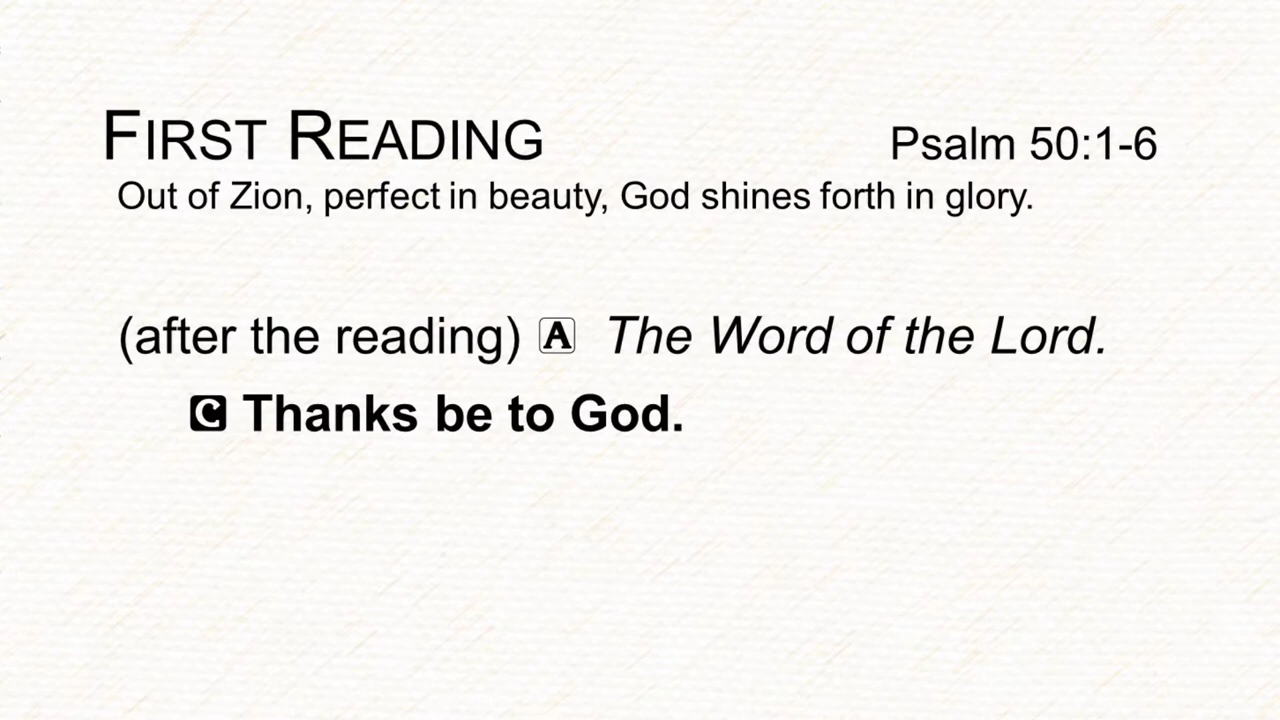 FIRST READING Psalm 50:1-6
Out of Zion, perfect in beauty, God shines forth in glory.
(after the reading) A The Word of the Lord.
C Thanks be to God.